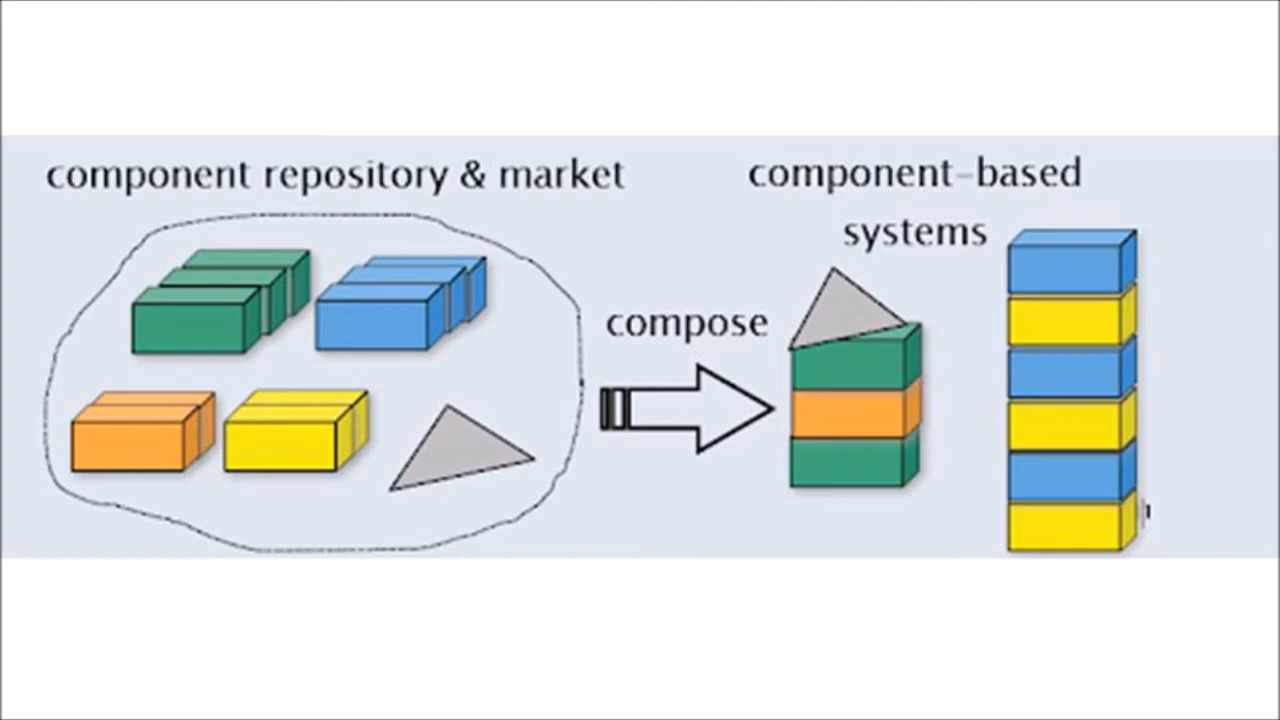 component repository & market
component-based
systems
compose